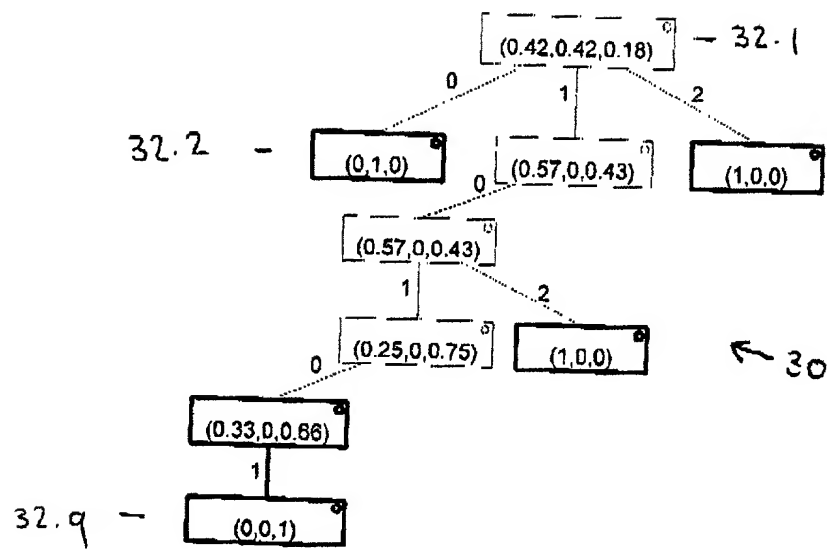 (0.42,0.42,0.18) - 32.1
0 1 2
32.2 - (0,1,0) (0.57,0,0.43) (1,0,0)
0
(0.57,0,0.43)
1 2
(0.25,0,0.75) (1,0,0) 30
0
(0.33,0,0.66)
1
32.9 - (0,0,1)